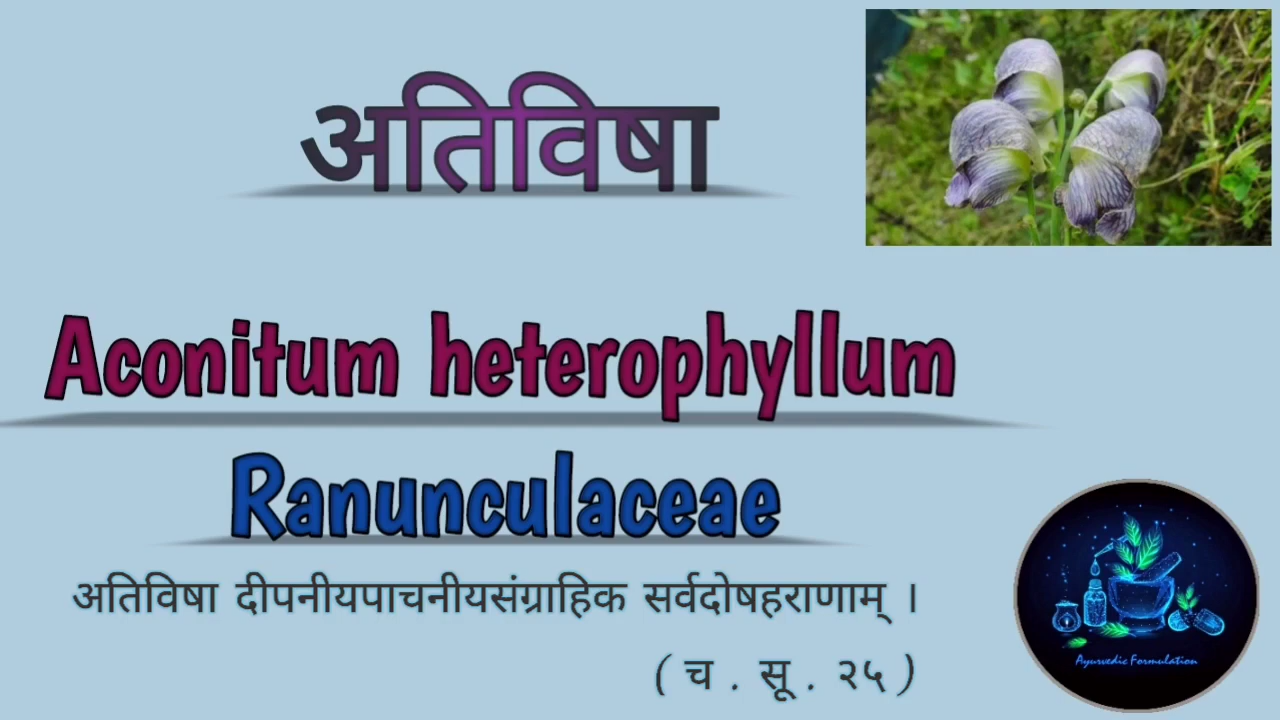 अतिविषा
Aconitum heterophyllum
Ranunculaceae
अतिविषा दीपनीयपाचनीयसंग्राहिक सर्वदोषहराणाम् ।
( च . सू . २५ )
Ayurvedic Formulation